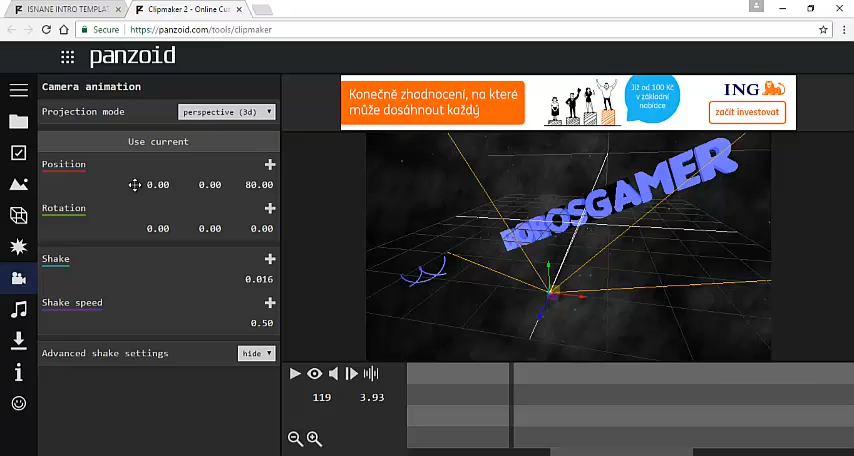 ISNANE INTRO TEMPLAT
Clipmaker 2 - Online Cu
Secure
https://panzoid.com/tools/clipmaker
panzoid
Camera animation
Projection mode
perspective (3d)
Use current
Position
0.00 0.00 80.00
Rotation
0.00 0.00 0.00
Shake
0.016
Shake speed
0.50
Advanced shake settings
hide
Konečně zhodnocení, na které
může dosáhnout každý
Již od 100 Kč
v základní
nabídce
ING
začít investovat
ROBOSGAMER
119 3.93